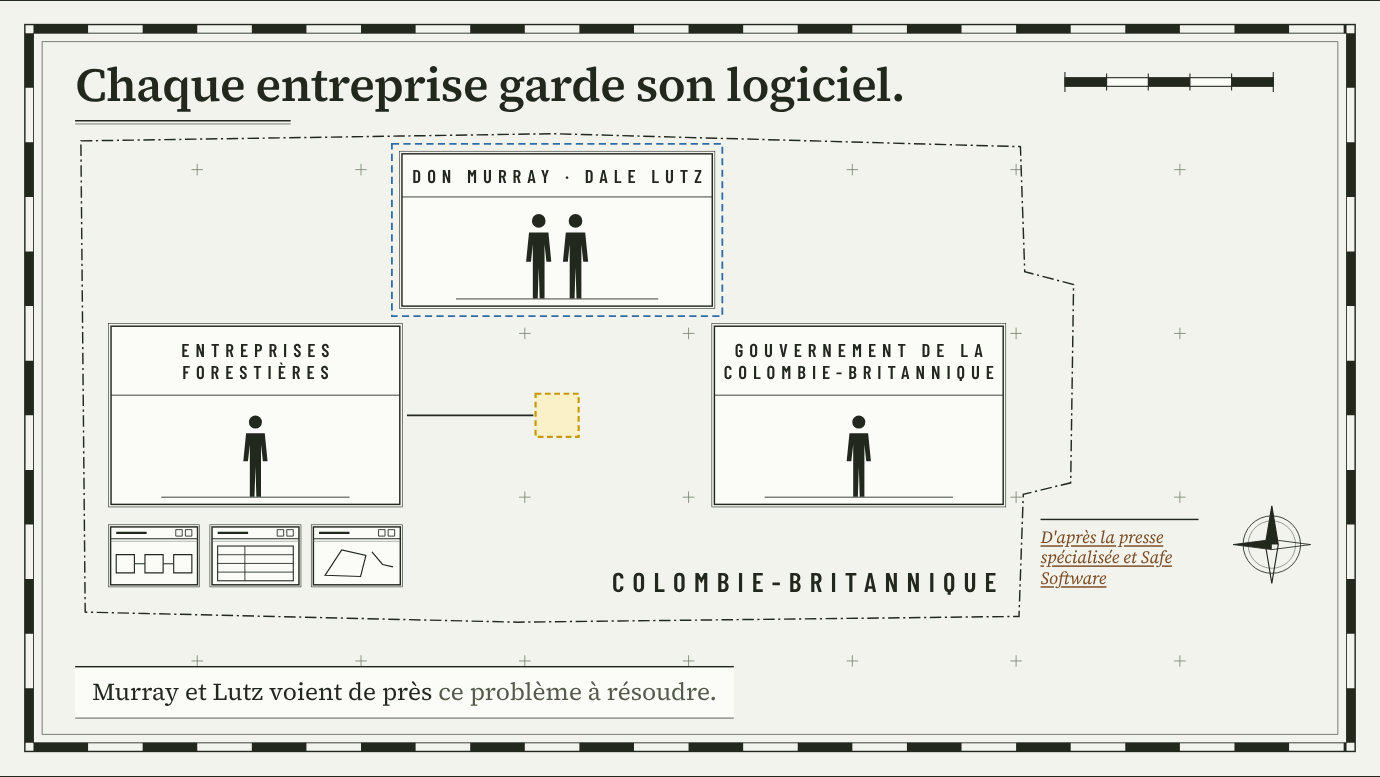 Chaque entreprise garde son logiciel.
DON MURRAY · DALE LUTZ
ENTREPRISES
FORESTIÈRES
GOUVERNEMENT DE LA
COLOMBIE-BRITANNIQUE
COLOMBIE-BRITANNIQUE
D'après la presse
spécialisée et Safe
Software
Murray et Lutz voient de près ce problème à résoudre.